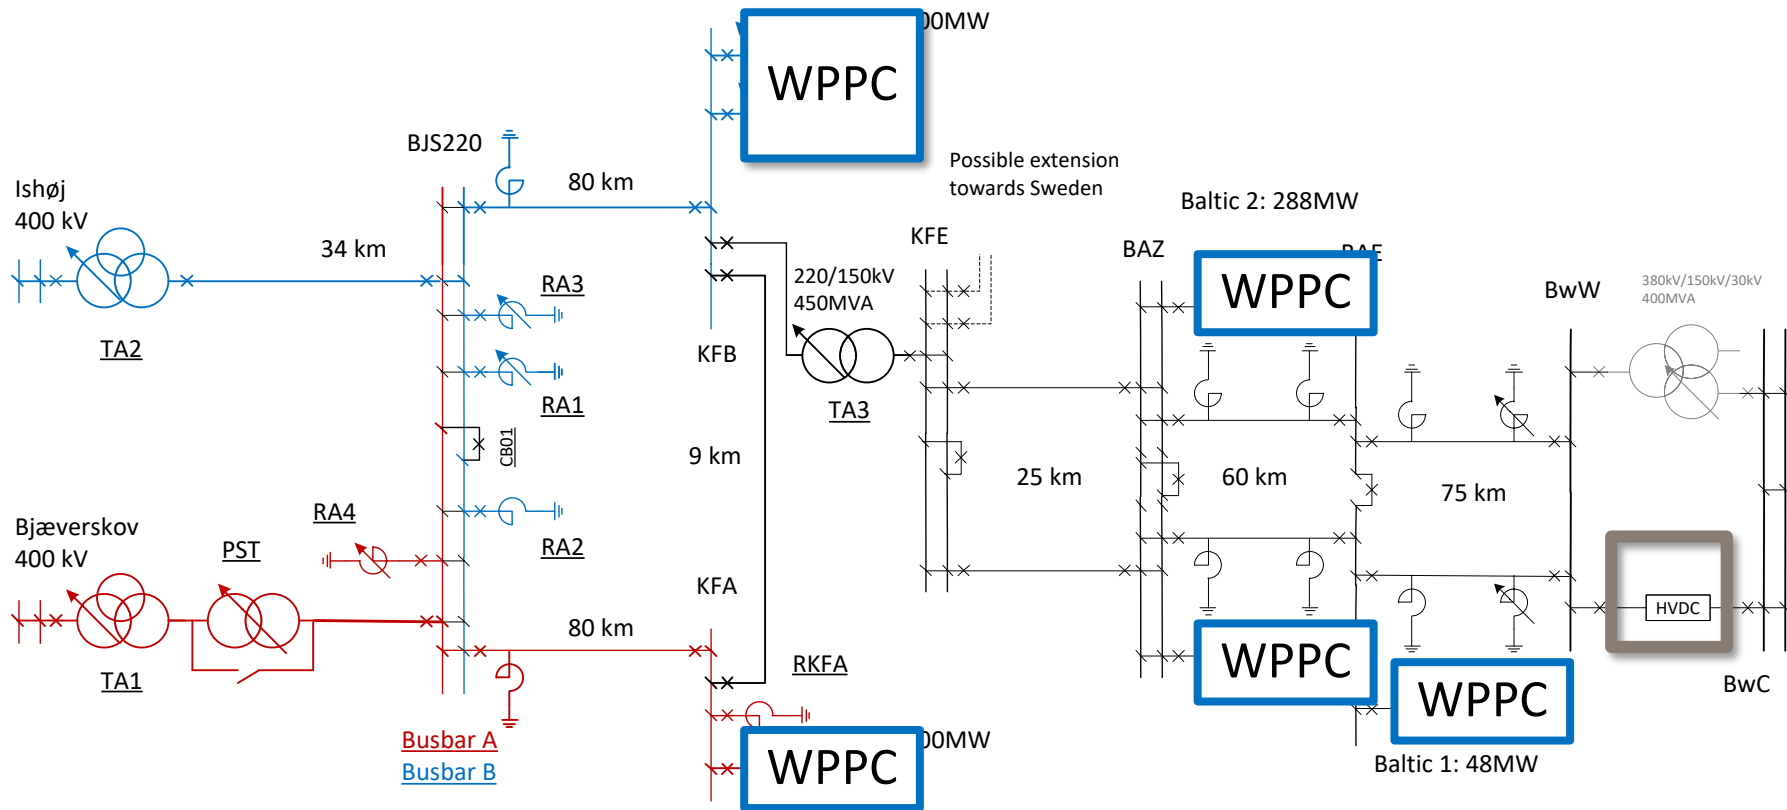 00MW
WPPC
BJS220
Possible extension
towards Sweden
80 km
Ishøj
400 kV
Baltic 2: 288MW
34 km
KFE
BAZ
WPPC
BwW
RA3
220/150kV
450MVA
380kV/150kV/30kV
400MVA
TA2
KFB
RA1
TA3
CB01
9 km
25 km
60 km
75 km
RA4
Bjæverskov
400 kV
PST
RA2
KFA
HVDC
80 km
RKFA
WPPC
TA1
WPPC
BwC
Busbar A
Busbar B
00MW
WPPC
Baltic 1: 48MW